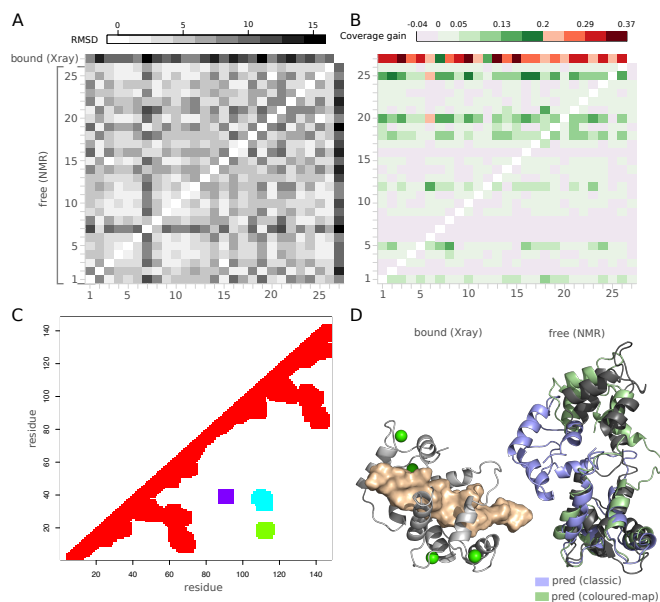 A
RMSD
0 5 10 15
bound (Xray)
25
20
15
10
5
1
free (NMR)
1 5 10 15 20 25
B
Coverage gain
-0.04 0 0.05 0.13 0.2 0.29 0.37
25
20
15
10
5
1
1 5 10 15 20 25
C
140
120
100
80
60
40
20
residue
20 40 60 80 100 120 140
residue
D
bound (Xray)
free (NMR)
pred (classic)
pred (coloured-map)